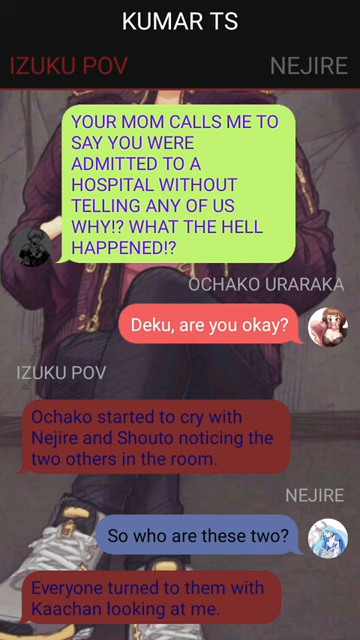 KUMAR TS
IZUKU POV
NEJIRE
YOUR MOM CALLS ME TO
SAY YOU WERE
ADMITTED TO A
HOSPITAL WITHOUT
TELLING ANY OF US
WHY!? WHAT THE HELL
HAPPENED!?
OCHAKO URARAKA
Deku, are you okay?
IZUKU POV
Ochako started to cry with
Nejire and Shouto noticing the
two others in the room.
NEJIRE
So who are these two?
Everyone turned to them with
Kaachan looking at me.